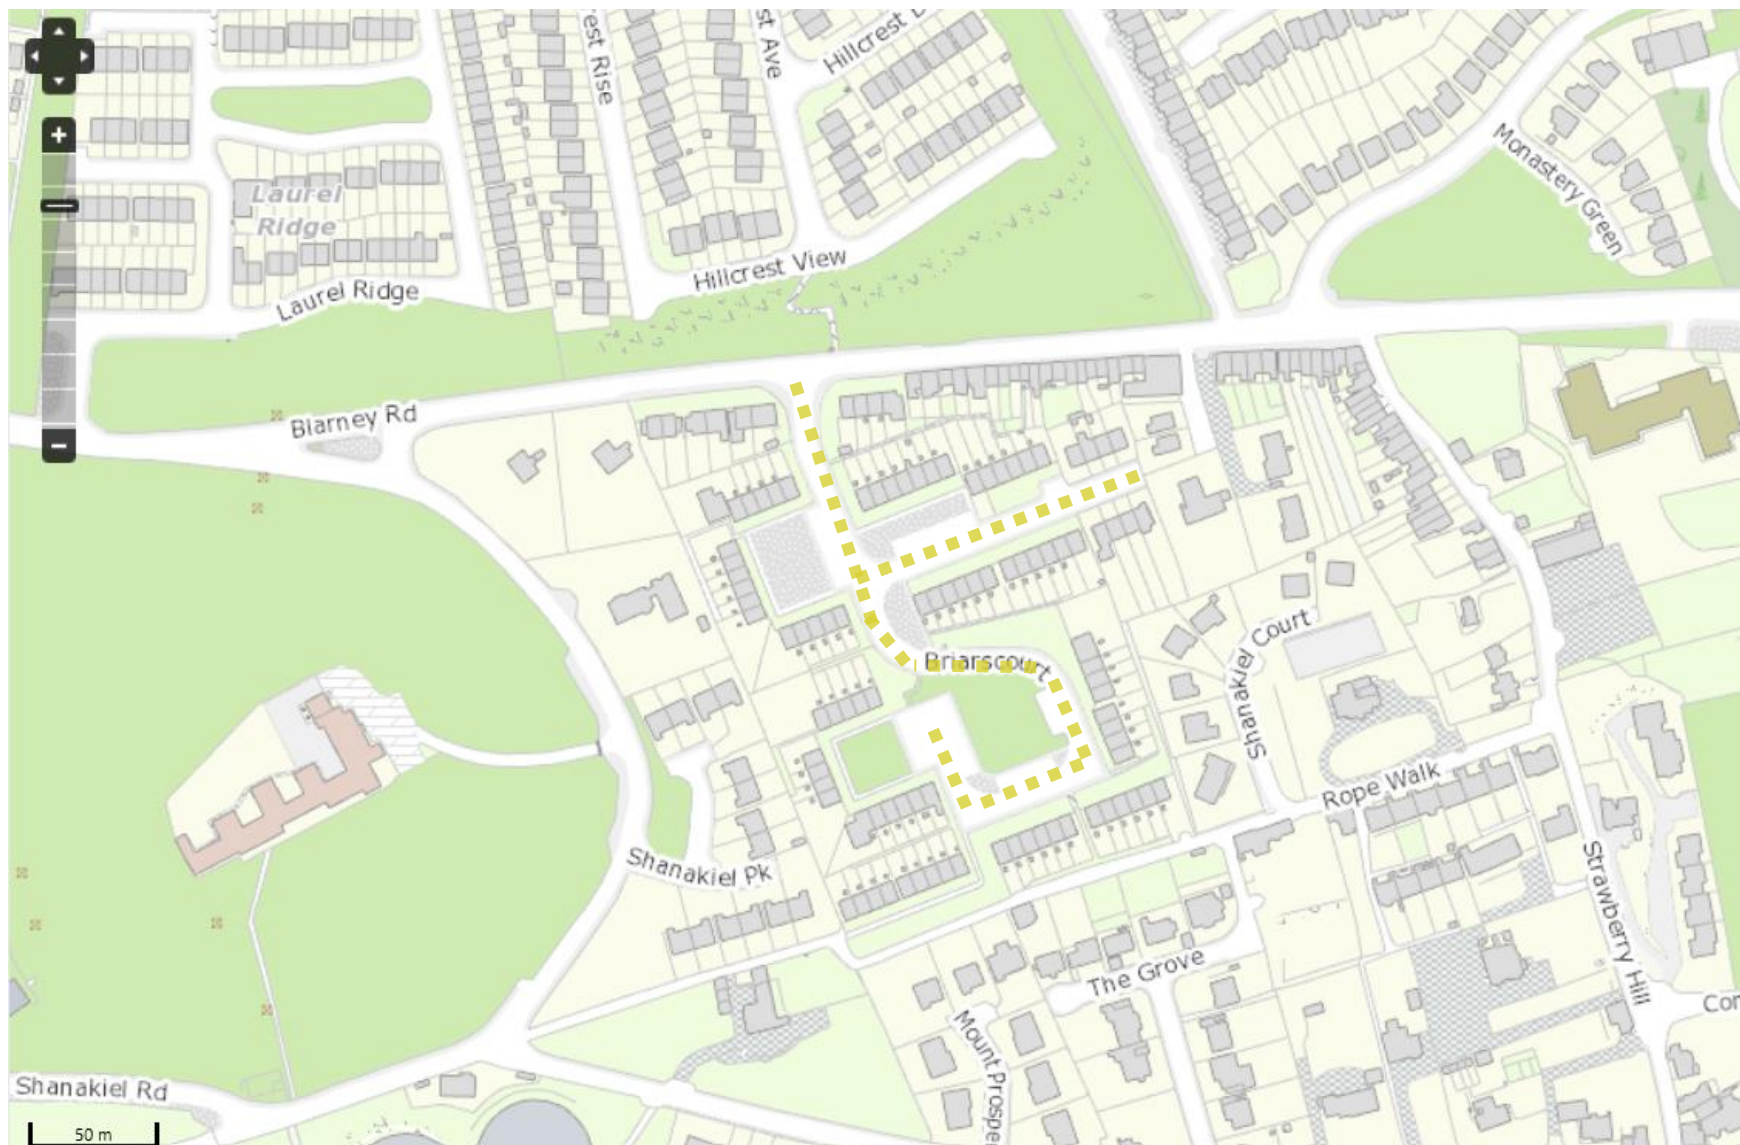 est Rise
st Ave
Hillcrest
Monastery Green
Laurel
Ridge
Hillcrest View
Laurel Ridge
Blarney Rd
Briarscourt
Shanakiel Court
Rope Walk
Shanakiel Pk
Strawberry Hill
The Grove
Mount Prospe
Con
Shanakiel Rd
50 m